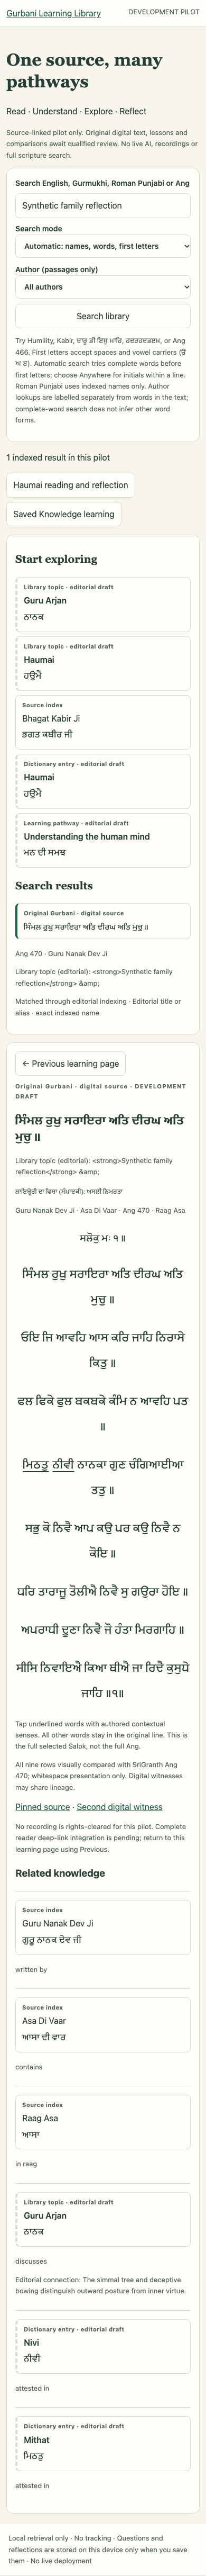 Gurbani Learning Library
DEVELOPMENT PILOT
One source, many
pathways
Read · Understand · Explore · Reflect
Source-linked pilot only. Original digital text, lessons and
comparisons await qualified review. No live AI, recordings or
full scripture search.
Search English, Gurmukhi, Roman Punjabi or Ang
Synthetic family reflection
Search mode
Automatic: names, words, first letters
Author (passages only)
All authors
Search library
Try Humility, Kabir,
or Ang
466. First letters accept spaces and vowel carriers (ੳ
ਅ ੲ). Automatic search tries complete words before
first letters; choose Anywhere for initials within a line.
Roman Punjabi uses indexed names only. Author
lookups are labelled separately from words in the text;
complete-word search does not infer other word
forms.
1 indexed result in this pilot
Haumai reading and reflection
Saved Knowledge learning
Start exploring
Library topic · editorial draft
Guru Arjan
ਨਾਨਕ
Library topic · editorial draft
Haumai
ਹਉਮੈ
Source index
Bhagat Kabir Ji
ਭਗਤ ਕਬੀਰ ਜੀ
Dictionary entry · editorial draft
Haumai
ਹਉਮੈ
Learning pathway · editorial draft
Understanding the human mind
ਮਨ ਦੀ ਸਮਝ
Search results
Original Gurbani · digital source
ਸਿੰਮਲ ਰੁਖੁ ਸਰਾਇਰਾ ਅਤਿ ਦੀਰਘ ਅਤਿ ਮੁਚੁ ॥
Ang 470 · Guru Nanak Dev Ji
Library topic (editorial): &lt;strong&gt;Synthetic family
reflection&lt;/strong&gt; &amp;amp;
Matched through editorial indexing · Editorial title or
alias · exact indexed name
← Previous learning page
Original Gurbani · digital source · DEVELOPMENT
DRAFT
ਸਿੰਮਲ ਰੁਖੁ ਸਰਾਇਰਾ ਅਤਿ ਦੀਰਘ ਅਤਿ
ਮੁਚੁ ॥
Library topic (editorial): &lt;strong&gt;Synthetic family
reflection&lt;/strong&gt; &amp;amp;
ਲਾਇਬ੍ਰੇਰੀ ਦਾ ਵਿਸ਼ਾ (ਸੰਪਾਦਕੀ): ਅਸਲੀ ਨਿਮਰਤਾ
Guru Nanak Dev Ji · Asa Di Vaar · Ang 470 · Raag Asa
ਸਲੋਕੁ ਮਃ ੧ ॥
ਸਿੰਮਲ ਰੁਖੁ ਸਰਾਇਰਾ ਅਤਿ ਦੀਰਘ ਅਤਿ
ਮੁਚੁ ॥
ਓਇ ਜਿ ਆਵਹਿ ਆਸ ਕਰਿ ਜਾਹਿ ਨਿਰਾਸੇ
ਕਿਤੁ ॥
ਫਲ ਫਿਕੇ ਫੁਲ ਬਕਬਕੇ ਕੰਮਿ ਨ ਆਵਹਿ ਪਤ
॥
ਮਿਠਤੁ ਨੀਵੀ ਨਾਨਕਾ ਗੁਣ ਚੰਗਿਆਈਆ
ਤਤੁ ॥
ਸਭੁ ਕੋ ਨਿਵੈ ਆਪ ਕਉ ਪਰ ਕਉ ਨਿਵੈ ਨ
ਕੋਇ ॥
ਧਰਿ ਤਾਰਾਜੂ ਤੋਲੀਐ ਨਿਵੈ ਸੁ ਗਉਰਾ ਹੋਇ ॥
ਅਪਰਾਧੀ ਦੂਣਾ ਨਿਵੈ ਜੋ ਹੰਤਾ ਮਿਰਗਾਹਿ ॥
ਸੀਸਿ ਨਿਵਾਇਐ ਕਿਆ ਥੀਐ ਜਾ ਰਿਦੈ ਕੁਸੁਧੇ
ਜਾਹਿ ॥੧॥
Tap underlined words with authored contextual
senses. All other words stay in the original line. This is
the full selected Salok, not the full Ang.
All nine rows visually compared with SriGranth Ang
470; whitespace presentation only. Digital witnesses
may share lineage.
Pinned source · Second digital witness
No recording is rights-cleared for this pilot. Complete
reader deep-link integration is pending; return to this
learning page using Previous.
Related knowledge
Source index
Guru Nanak Dev Ji
ਗੁਰੂ ਨਾਨਕ ਦੇਵ ਜੀ
written by
Source index
Asa Di Vaar
ਆਸਾ ਦੀ ਵਾਰ
contains
Source index
Raag Asa
ਆਸਾ
in raag
Library topic · editorial draft
Guru Arjan
ਨਾਨਕ
discusses
Editorial connection: The simmal tree and deceptive
bowing distinguish outward posture from inner virtue.
Dictionary entry · editorial draft
Nivi
ਨੀਵੀ
attested in
Dictionary entry · editorial draft
Mithat
ਮਿਠਤੁ
attested in
Local retrieval only · No tracking · Questions and
reflections are stored on this device only when you save
them · No live deployment